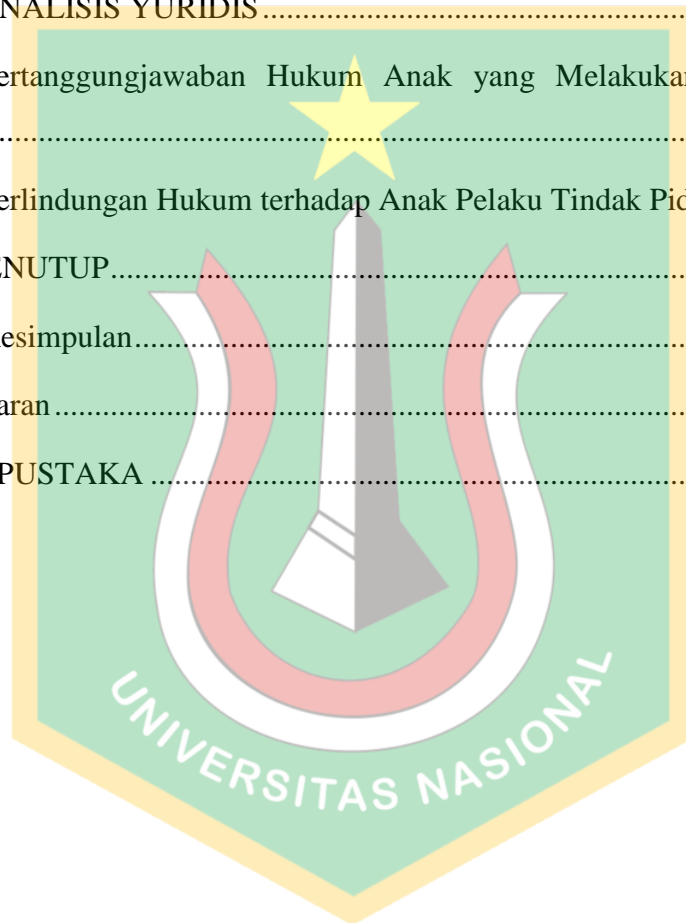 NALISIS YURIDIS........................................................
ertanggungjawaban Hukum Anak yang Melakukan
........................................................................................
erlindungan Hukum terhadap Anak Pelaku Tindak Pid
ENUTUP.............................................................................
esimpulan..........................................................................
aran....................................................................................
PUSTAKA.......................................................................
UNIVERSITAS NASIONAL